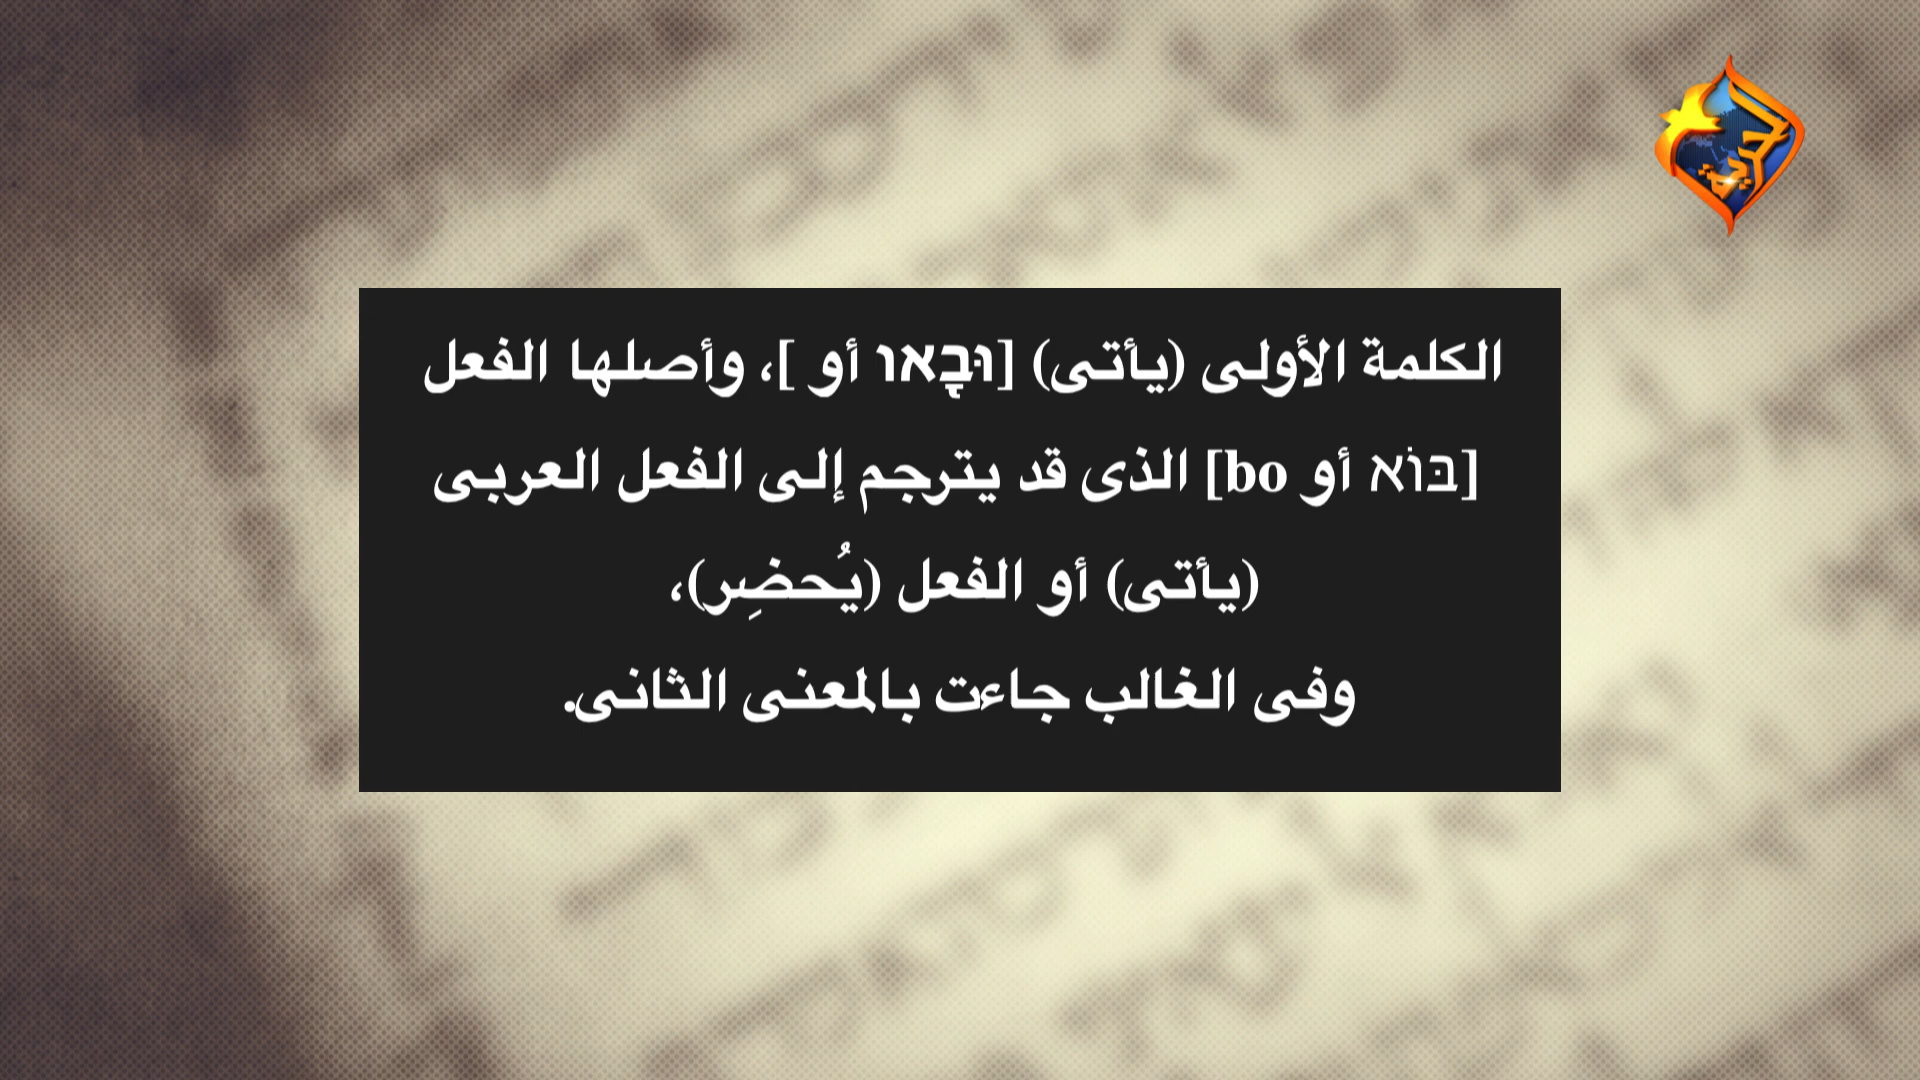 الحرية
الكلمة الأولى (يأتى) [וּבָאוּ أو ]، وأصلها الفعل
[בּוֹא أو bo] الذى قد يترجم إلى الفعل العربى
(يأتى) أو الفعل (يُحضِر)،
وفى الغالب جاءت بالمعنى الثانى.